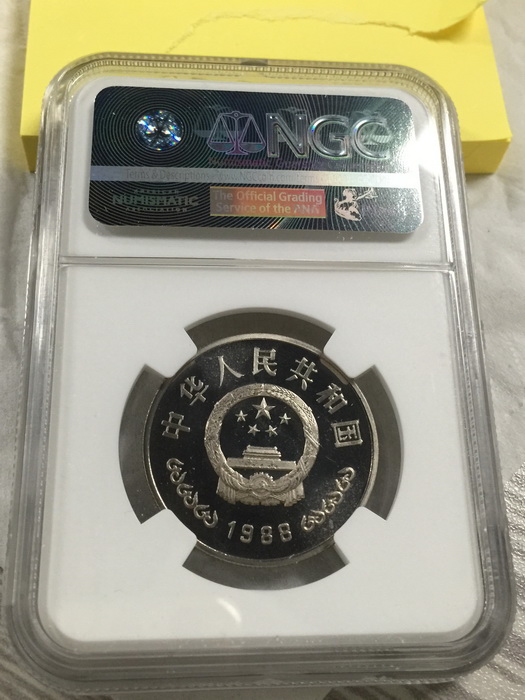 NGC
NUMISMATIC
The Official Grading
Service of the ANA
中华人民共和国
1988